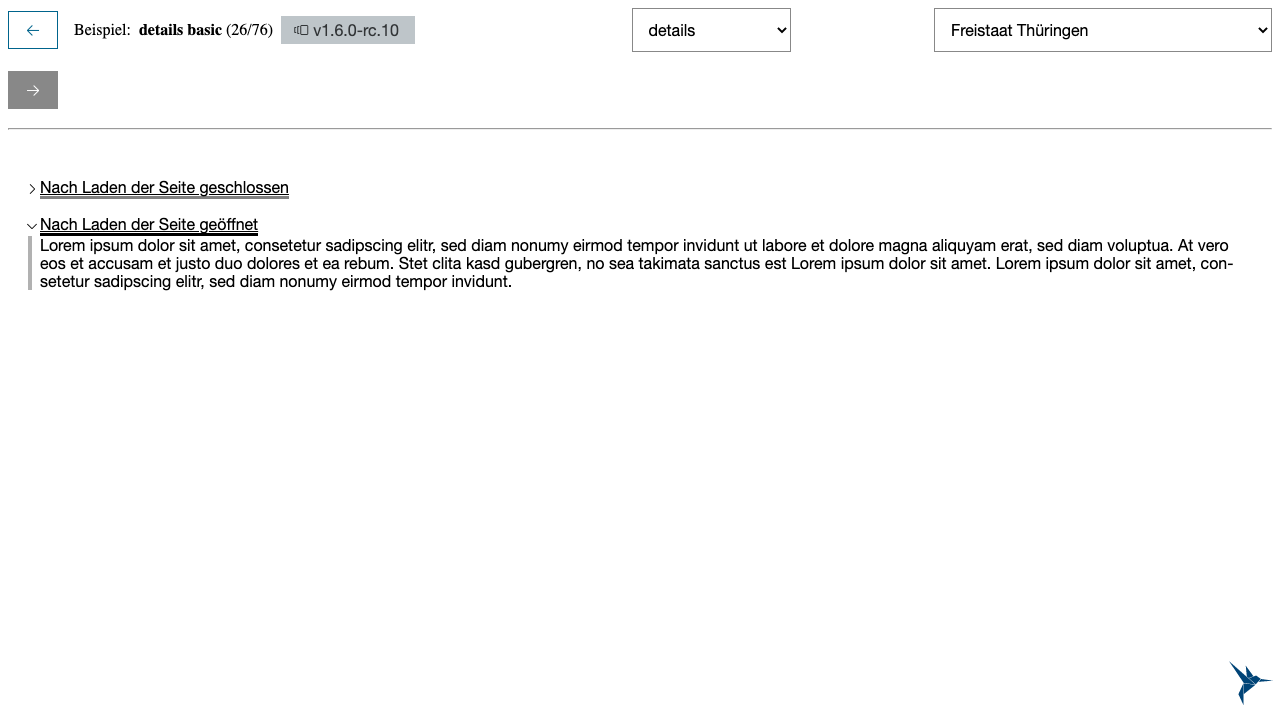 Beispiel: details basic (26/76) v1.6.0-rc.10 details Freistaat Thüringen
Nach Laden der Seite geschlossen
Nach Laden der Seite geöffnet
Lorem ipsum dolor sit amet, consetetur sadipscing elitr, sed diam nonumy eirmod tempor invidunt ut labore et dolore magna aliquyam erat, sed diam voluptua. At vero
eos et accusam et justo duo dolores et ea rebum. Stet clita kasd gubergren, no sea takimata sanctus est Lorem ipsum dolor sit amet. Lorem ipsum dolor sit amet, con-
setetur sadipscing elitr, sed diam nonumy eirmod tempor invidunt.